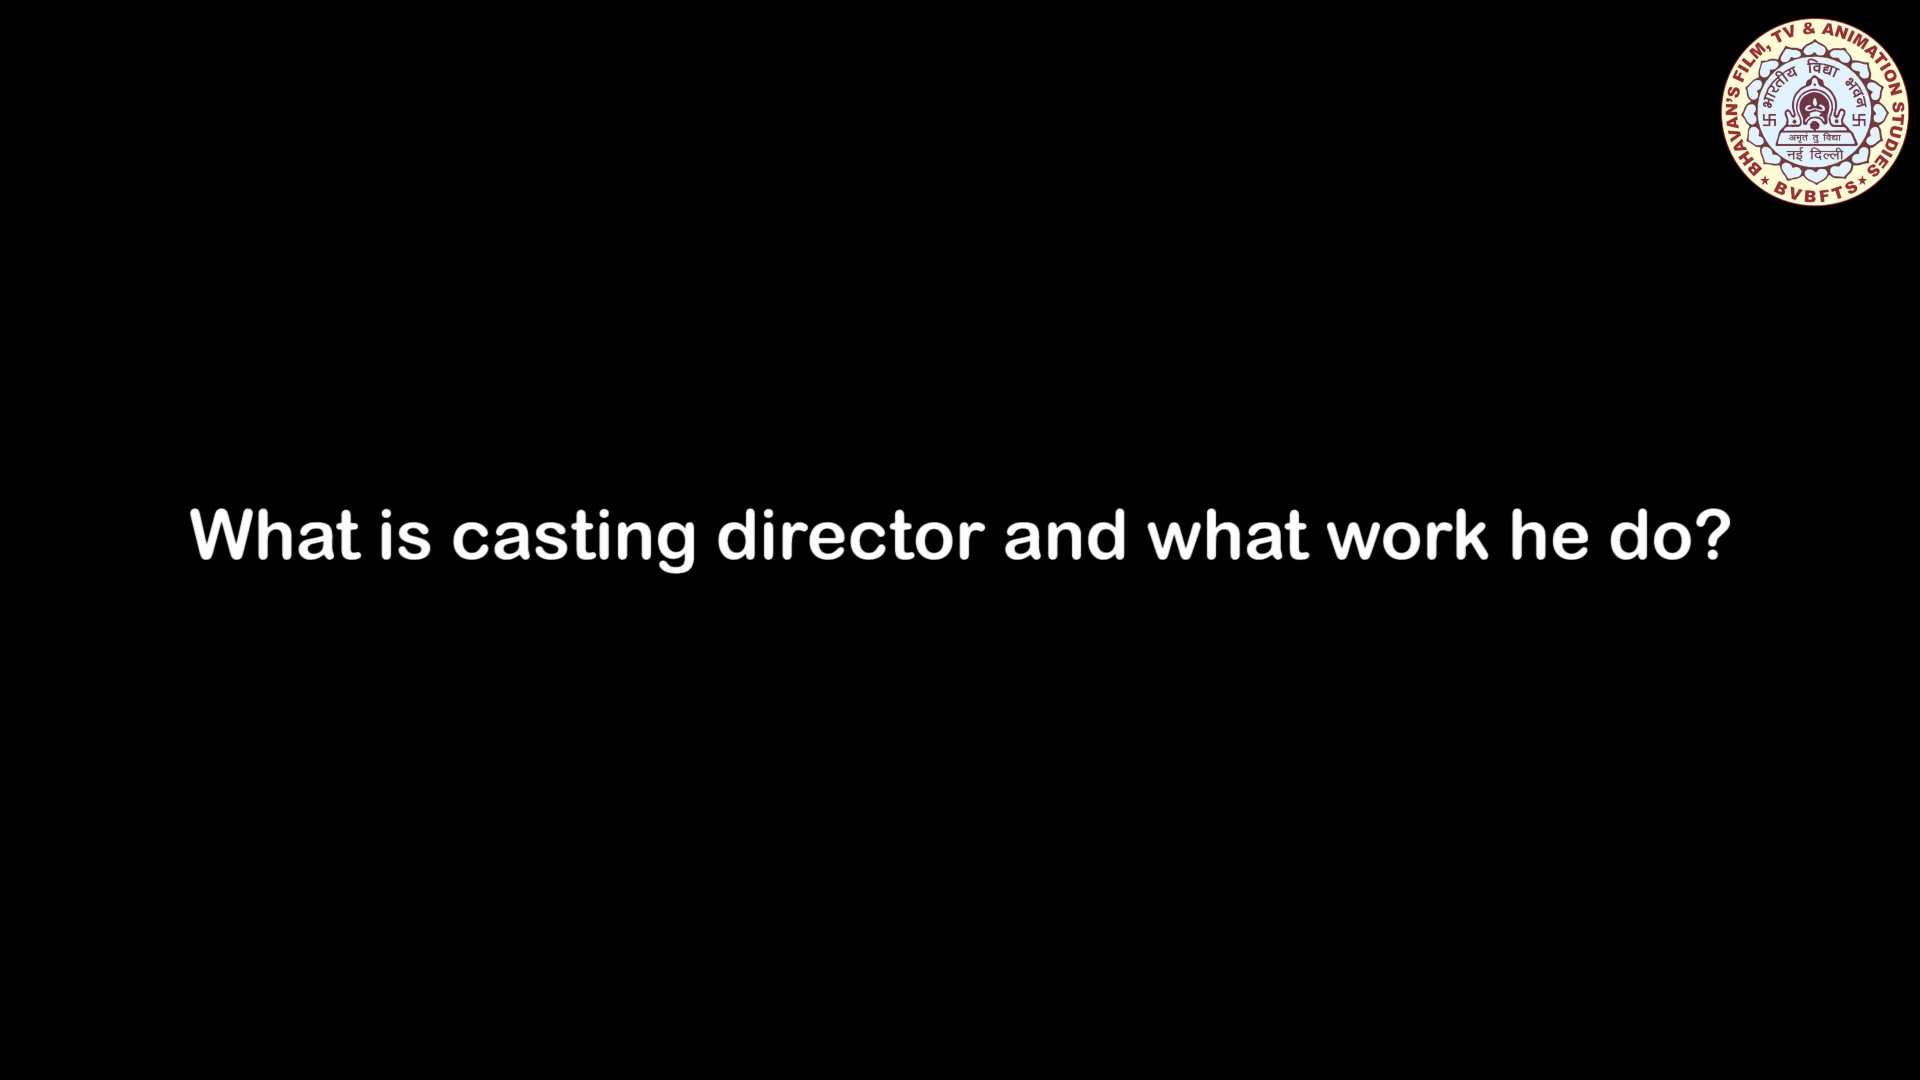 BHAVAN'S FILM, TV & ANIMATION STUDIES
भारतीय विद्या भवन
अमृतं तु विद्या
नई दिल्ली
★ BVBFTS ★
What is casting director and what work he do?